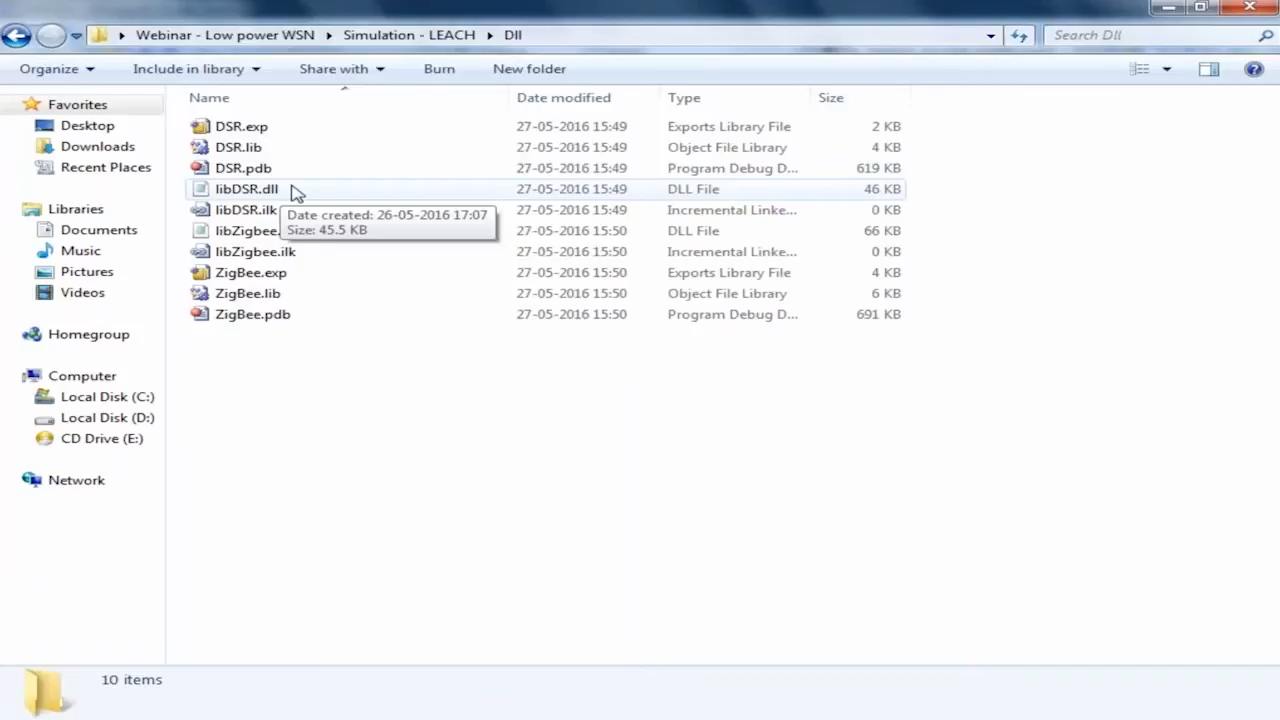 Webinar - Low power WSN Simulation - LEACH Dll
Search Dll
Organize Include in library Share with Burn New folder
Favorites
Desktop
Downloads
Recent Places
Libraries
Documents
Music
Pictures
Videos
Homegroup
Computer
Local Disk (C:)
Local Disk (D:)
CD Drive (E:)
Network
Name Date modified Type Size
DSR.exp 27-05-2016 15:49 Exports Library File 2 KB
DSR.lib 27-05-2016 15:49 Object File Library 4 KB
DSR.pdb 27-05-2016 15:49 Program Debug D... 619 KB
libDSR.dll 27-05-2016 15:49 DLL File 46 KB
libDSR.ilk 27-05-2016 15:49 Incremental Linke... 0 KB
libZigbee. 27-05-2016 15:50 DLL File 66 KB
libZigbee.ilk 27-05-2016 15:50 Incremental Linke... 0 KB
ZigBee.exp 27-05-2016 15:50 Exports Library File 4 KB
ZigBee.lib 27-05-2016 15:50 Object File Library 6 KB
ZigBee.pdb 27-05-2016 15:50 Program Debug D... 691 KB
Date created: 26-05-2016 17:07
Size: 45.5 KB
10 items